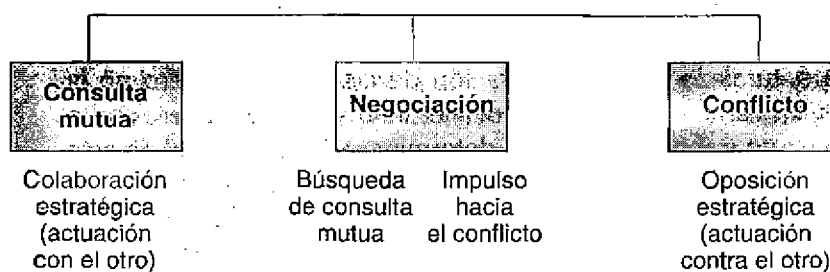 Consulta
mutua
Negociación
Conflicto
Colaboración
estratégica
(actuación
con el otro)
Búsqueda
de consulta
mutua
Impulso
hacia
el conflicto
Oposición
estratégica
(actuación
contra el otro)